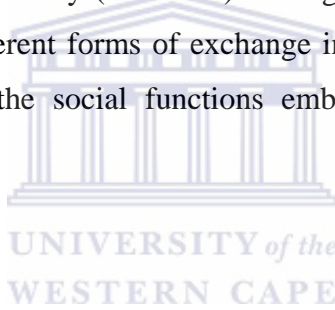 erent forms of exchange in
the social functions emb
UNIVERSITY of the
WESTERN CAPE